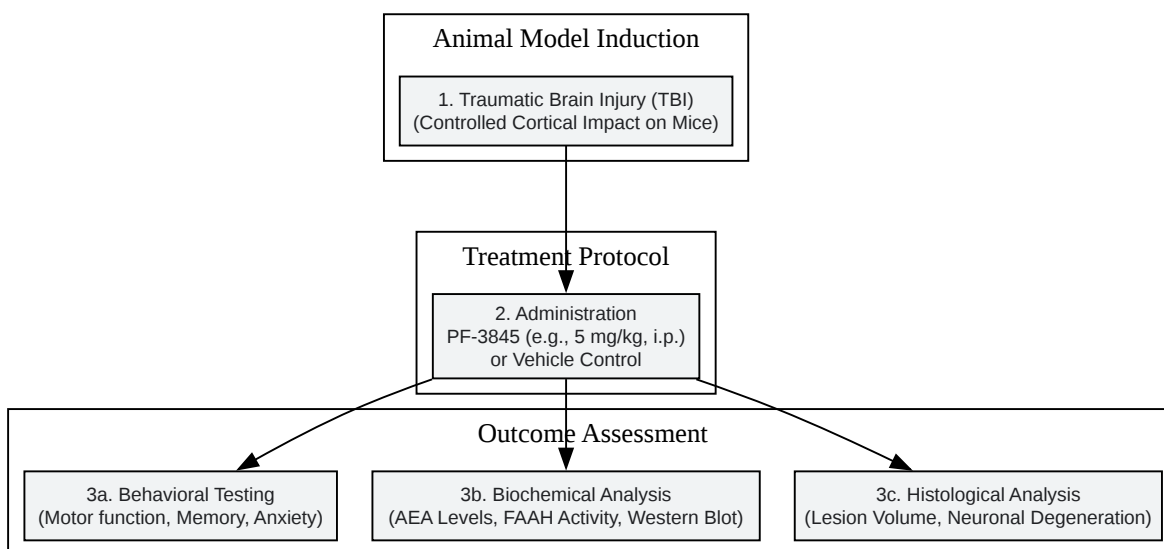 Animal Model Induction
1. Traumatic Brain Injury (TBI)
(Controlled Cortical Impact on Mice)
Treatment Protocol
2. Administration
PF-3845 (e.g., 5 mg/kg, i.p.)
or Vehicle Control
Outcome Assessment
3a. Behavioral Testing
(Motor function, Memory, Anxiety)
3b. Biochemical Analysis
(AEA Levels, FAAH Activity, Western Blot)
3c. Histological Analysis
(Lesion Volume, Neuronal Degeneration)